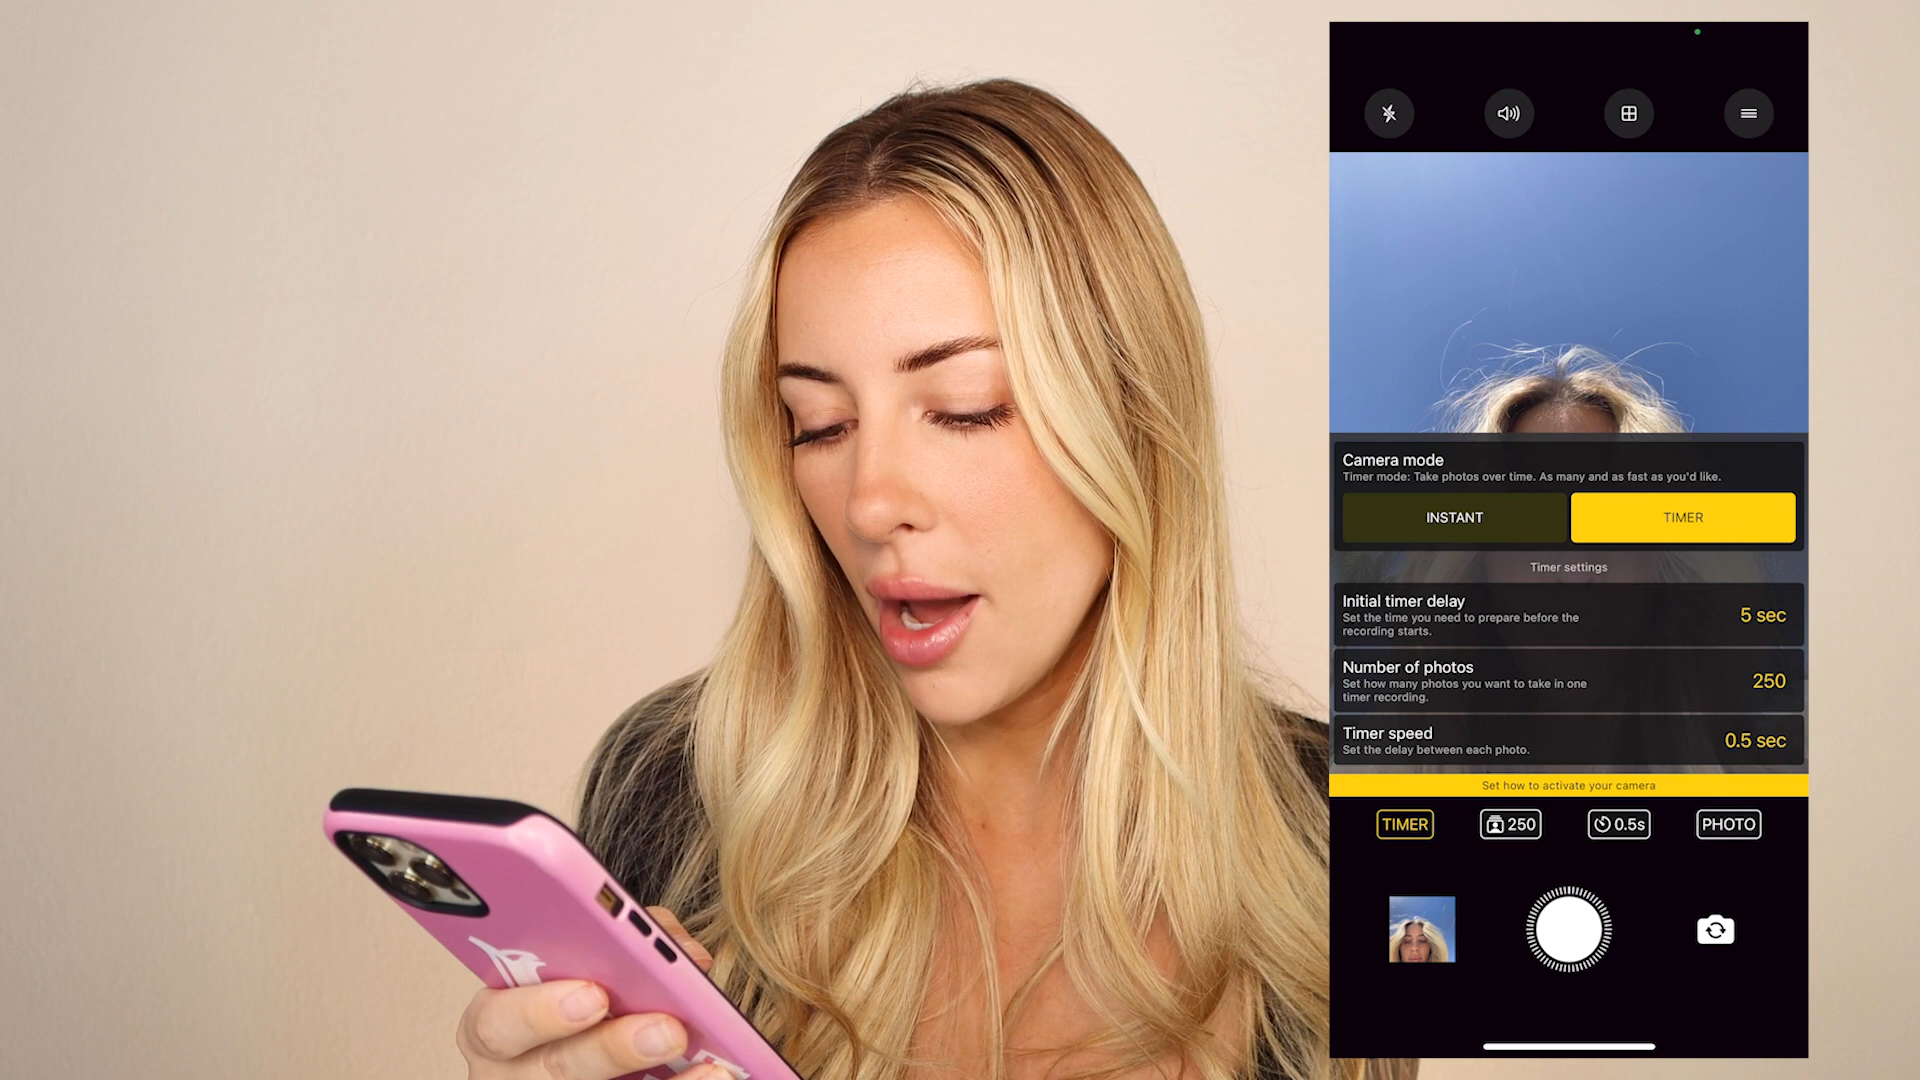 Camera mode
Timer mode: Take photos over time. As many and as fast as you'd like.
INSTANT
TIMER
Timer settings
Initial timer delay
Set the time you need to prepare before the
recording starts.
5 sec
Number of photos
Set how many photos you want to take in one
timer recording.
250
Timer speed
Set the delay between each photo.
0.5 sec
Set how to activate your camera
TIMER
250
0.5s
PHOTO